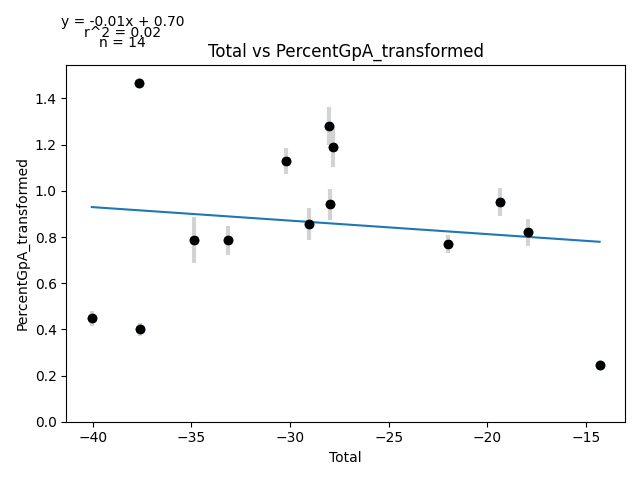 y = -0.01x + 0.70
r^2 = 0.02
n = 14
Total vs PercentGpA_transformed
PercentGpA_transformed
1.4
1.2
1.0
0.8
0.6
0.4
0.2
0.0
−40
−35
−30
−25
−20
−15
Total